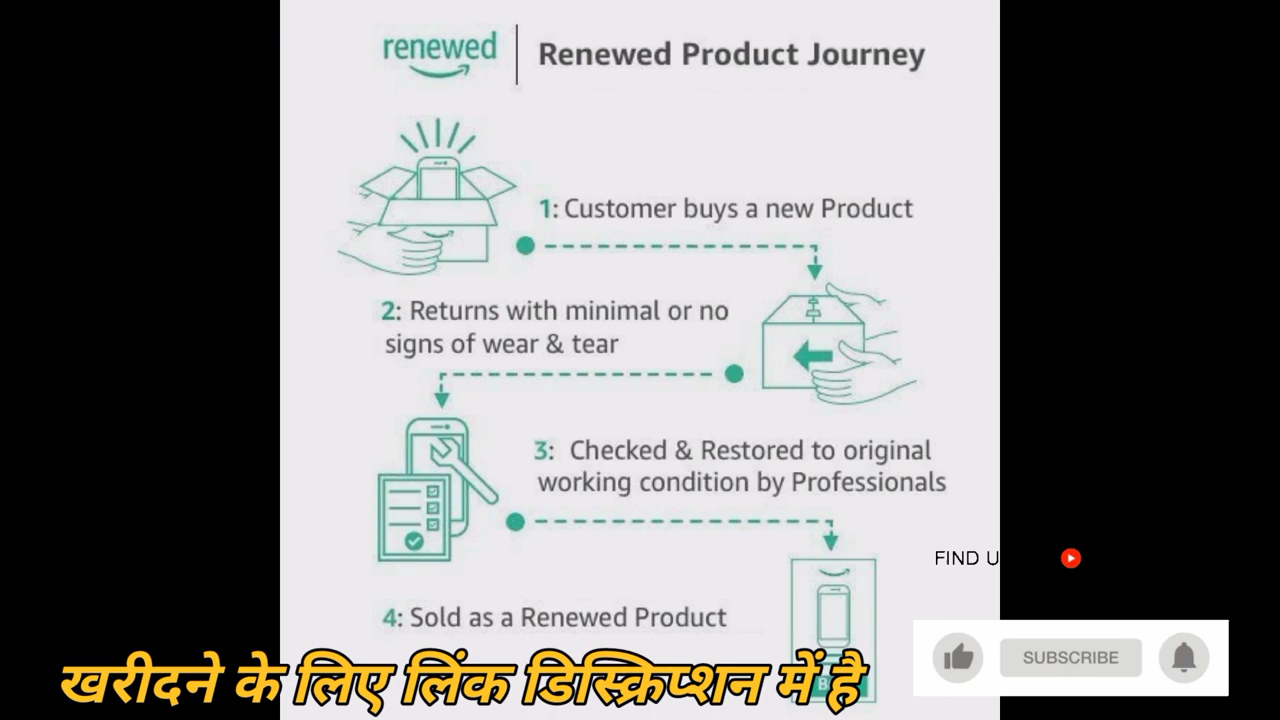 renewed
Renewed Product Journey
1: Customer buys a new Product
2: Returns with minimal or no
signs of wear & tear
3: Checked & Restored to original
working condition by Professionals
FIND U
4: Sold as a Renewed Product
SUBSCRIBE
खरीदने के लिए लिंक डिस्क्रिप्शन में है